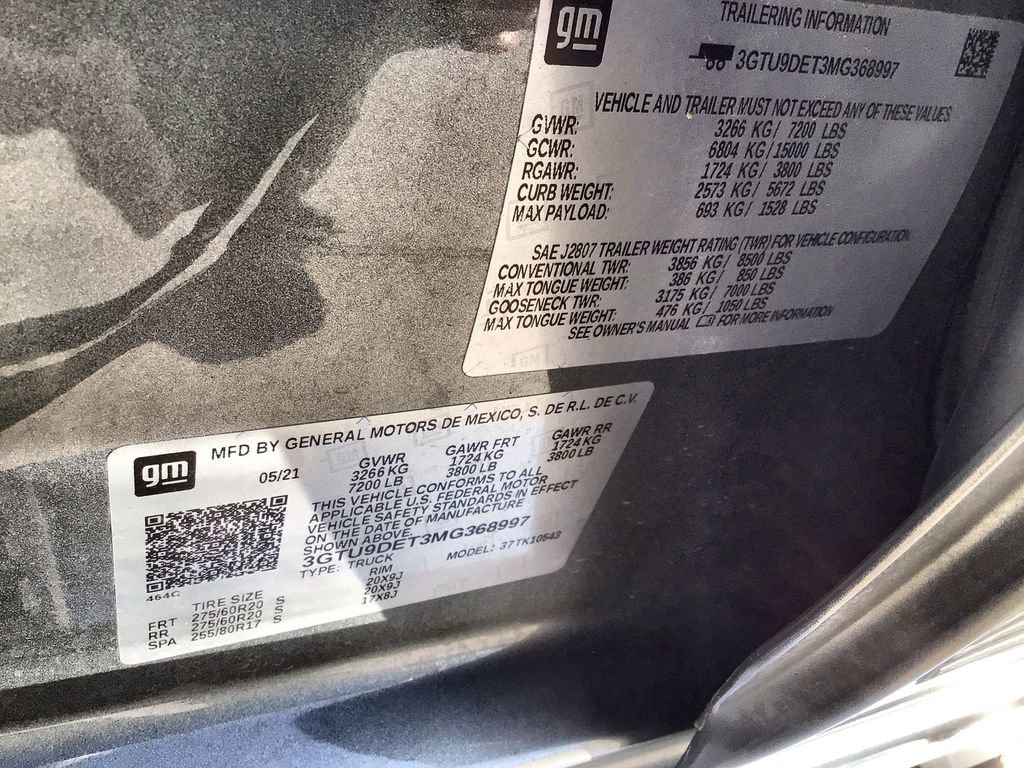 gm
TRAILERING INFORMATION
3GTU9DET3MG368997
VEHICLE AND TRAILER MUST NOT EXCEED ANY OF THESE VALUES
GVWR: 3266 KG / 7200 LBS
GCWR: 6804 KG / 15000 LBS
RGAWR: 1724 KG / 3800 LBS
CURB WEIGHT: 2573 KG / 5672 LBS
MAX PAYLOAD: 693 KG / 1528 LBS
SAE J2807 TRAILER WEIGHT RATING (TWR) FOR VEHICLE CONFIGURATION
CONVENTIONAL TWR: 3856 KG / 8500 LBS
MAX TONGUE WEIGHT: 386 KG / 850 LBS
GOOSENECK TWR: 3175 KG / 7000 LBS
MAX TONGUE WEIGHT: 476 KG / 1050 LBS
SEE OWNER'S MANUAL FOR MORE INFORMATION
gm
MFD BY GENERAL MOTORS DE MEXICO, S. DE R.L. DE C.V.
05/21 GVWR GAWR FRT GAWR RR
3266 KG 1724 KG 1724 KG
7200 LB 3800 LB 3800 LB
THIS VEHICLE CONFORMS TO ALL
APPLICABLE U.S. FEDERAL MOTOR
VEHICLE SAFETY STANDARDS IN EFFECT
ON THE DATE OF MANUFACTURE
SHOWN ABOVE.
3GTU9DET3MG368997
TYPE: TRUCK MODEL: 37TK10543
464C
TIRE SIZE RIM
FRT 275/60R20 S 20X9J
RR 275/60R20 S 20X9J
SPA 255/80R17 S 17X8J